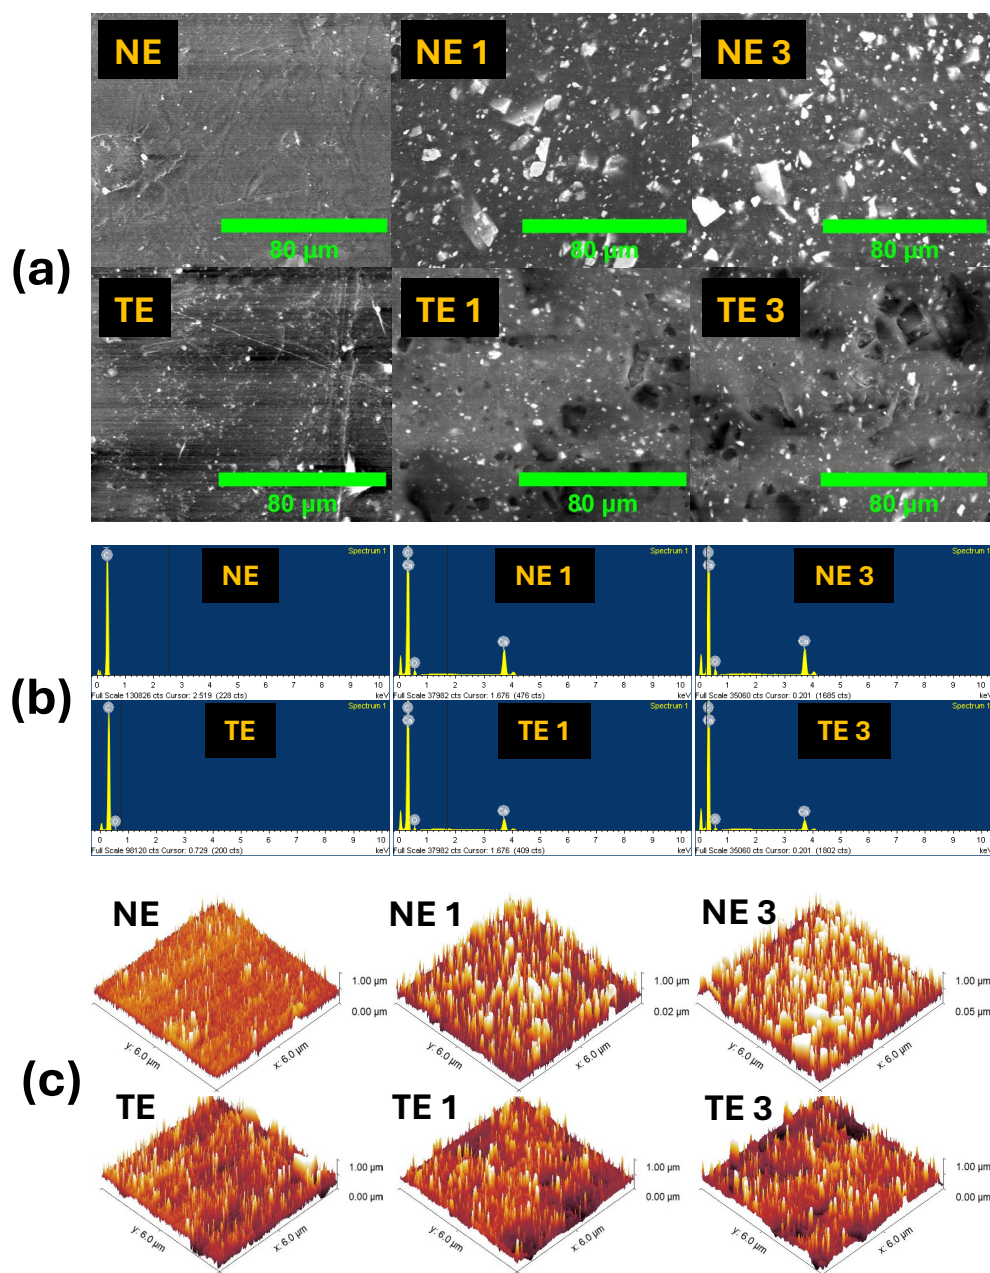 (a)
NE
NE 1
NE 3
80 µm
80 µm
80 µm
TE
TE 1
TE 3
80 µm
80 µm
80 µm
(b)
Spectrum 1
NE
C
0 1 2 3 4 5 6 7 8 9 10
Full Scale 130826 cts Cursor: 2.519 (228 cts) keV
Spectrum 1
NE 1
C
Ca
O
Ca
0 1 2 3 4 5 6 7 8 9 10
Full Scale 37982 cts Cursor: 1.676 (476 cts) keV
Spectrum 1
NE 3
Ca
O
Ca
0 1 2 3 4 5 6 7 8 9 10
Full Scale 35060 cts Cursor: 0.201 (1685 cts) keV
Spectrum 1
TE
C
O
0 1 2 3 4 5 6 7 8 9 10
Full Scale 98120 cts Cursor: 0.729 (200 cts) keV
Spectrum 1
TE 1
C
Ca
O
Ca
0 1 2 3 4 5 6 7 8 9 10
Full Scale 37982 cts Cursor: 1.676 (409 cts) keV
Spectrum 1
TE 3
Ca
O
Ca
0 1 2 3 4 5 6 7 8 9 10
Full Scale 35060 cts Cursor: 0.201 (1802 cts) keV
(c)
NE
1.00 µm
0.00 µm
y: 6.0 µm
x: 6.0 µm
NE 1
1.00 µm
0.02 µm
y: 6.0 µm
x: 6.0 µm
NE 3
1.00 µm
0.05 µm
y: 6.0 µm
x: 6.0 µm
TE
1.00 µm
0.00 µm
y: 6.0 µm
x: 6.0 µm
TE 1
1.00 µm
0.00 µm
y: 6.0 µm
x: 6.0 µm
TE 3
1.00 µm
0.00 µm
y: 6.0 µm
x: 6.0 µm